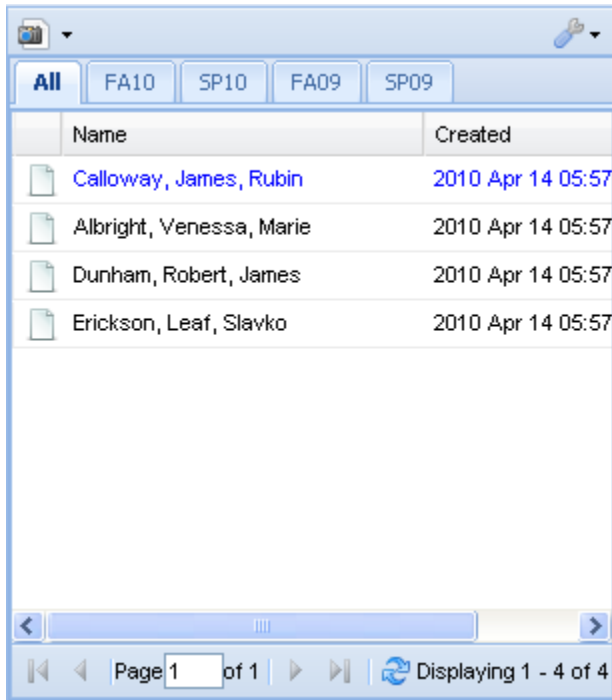 All FA10 SP10 FA09 SP09
Name Created
Calloway, James, Rubin 2010 Apr 14 05:57
Albright, Venessa, Marie 2010 Apr 14 05:57
Dunham, Robert, James 2010 Apr 14 05:57
Erickson, Leaf, Slavko 2010 Apr 14 05:57
Page 1 of 1 Displaying 1 - 4 of 4